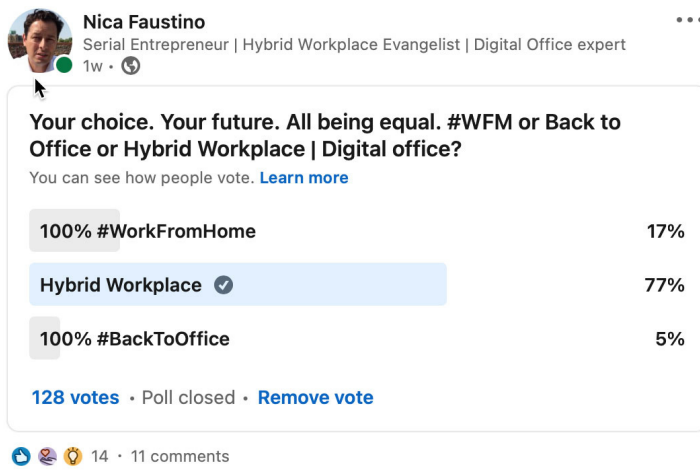 Nica Faustino
Serial Entrepreneur | Hybrid Workplace Evangelist | Digital Office expert
1w •
Your choice. Your future. All being equal. #WFM or Back to
Office or Hybrid Workplace | Digital office?
You can see how people vote. Learn more
100% #WorkFromHome 17%
Hybrid Workplace 77%
100% #BackToOffice 5%
128 votes • Poll closed • Remove vote
14 • 11 comments